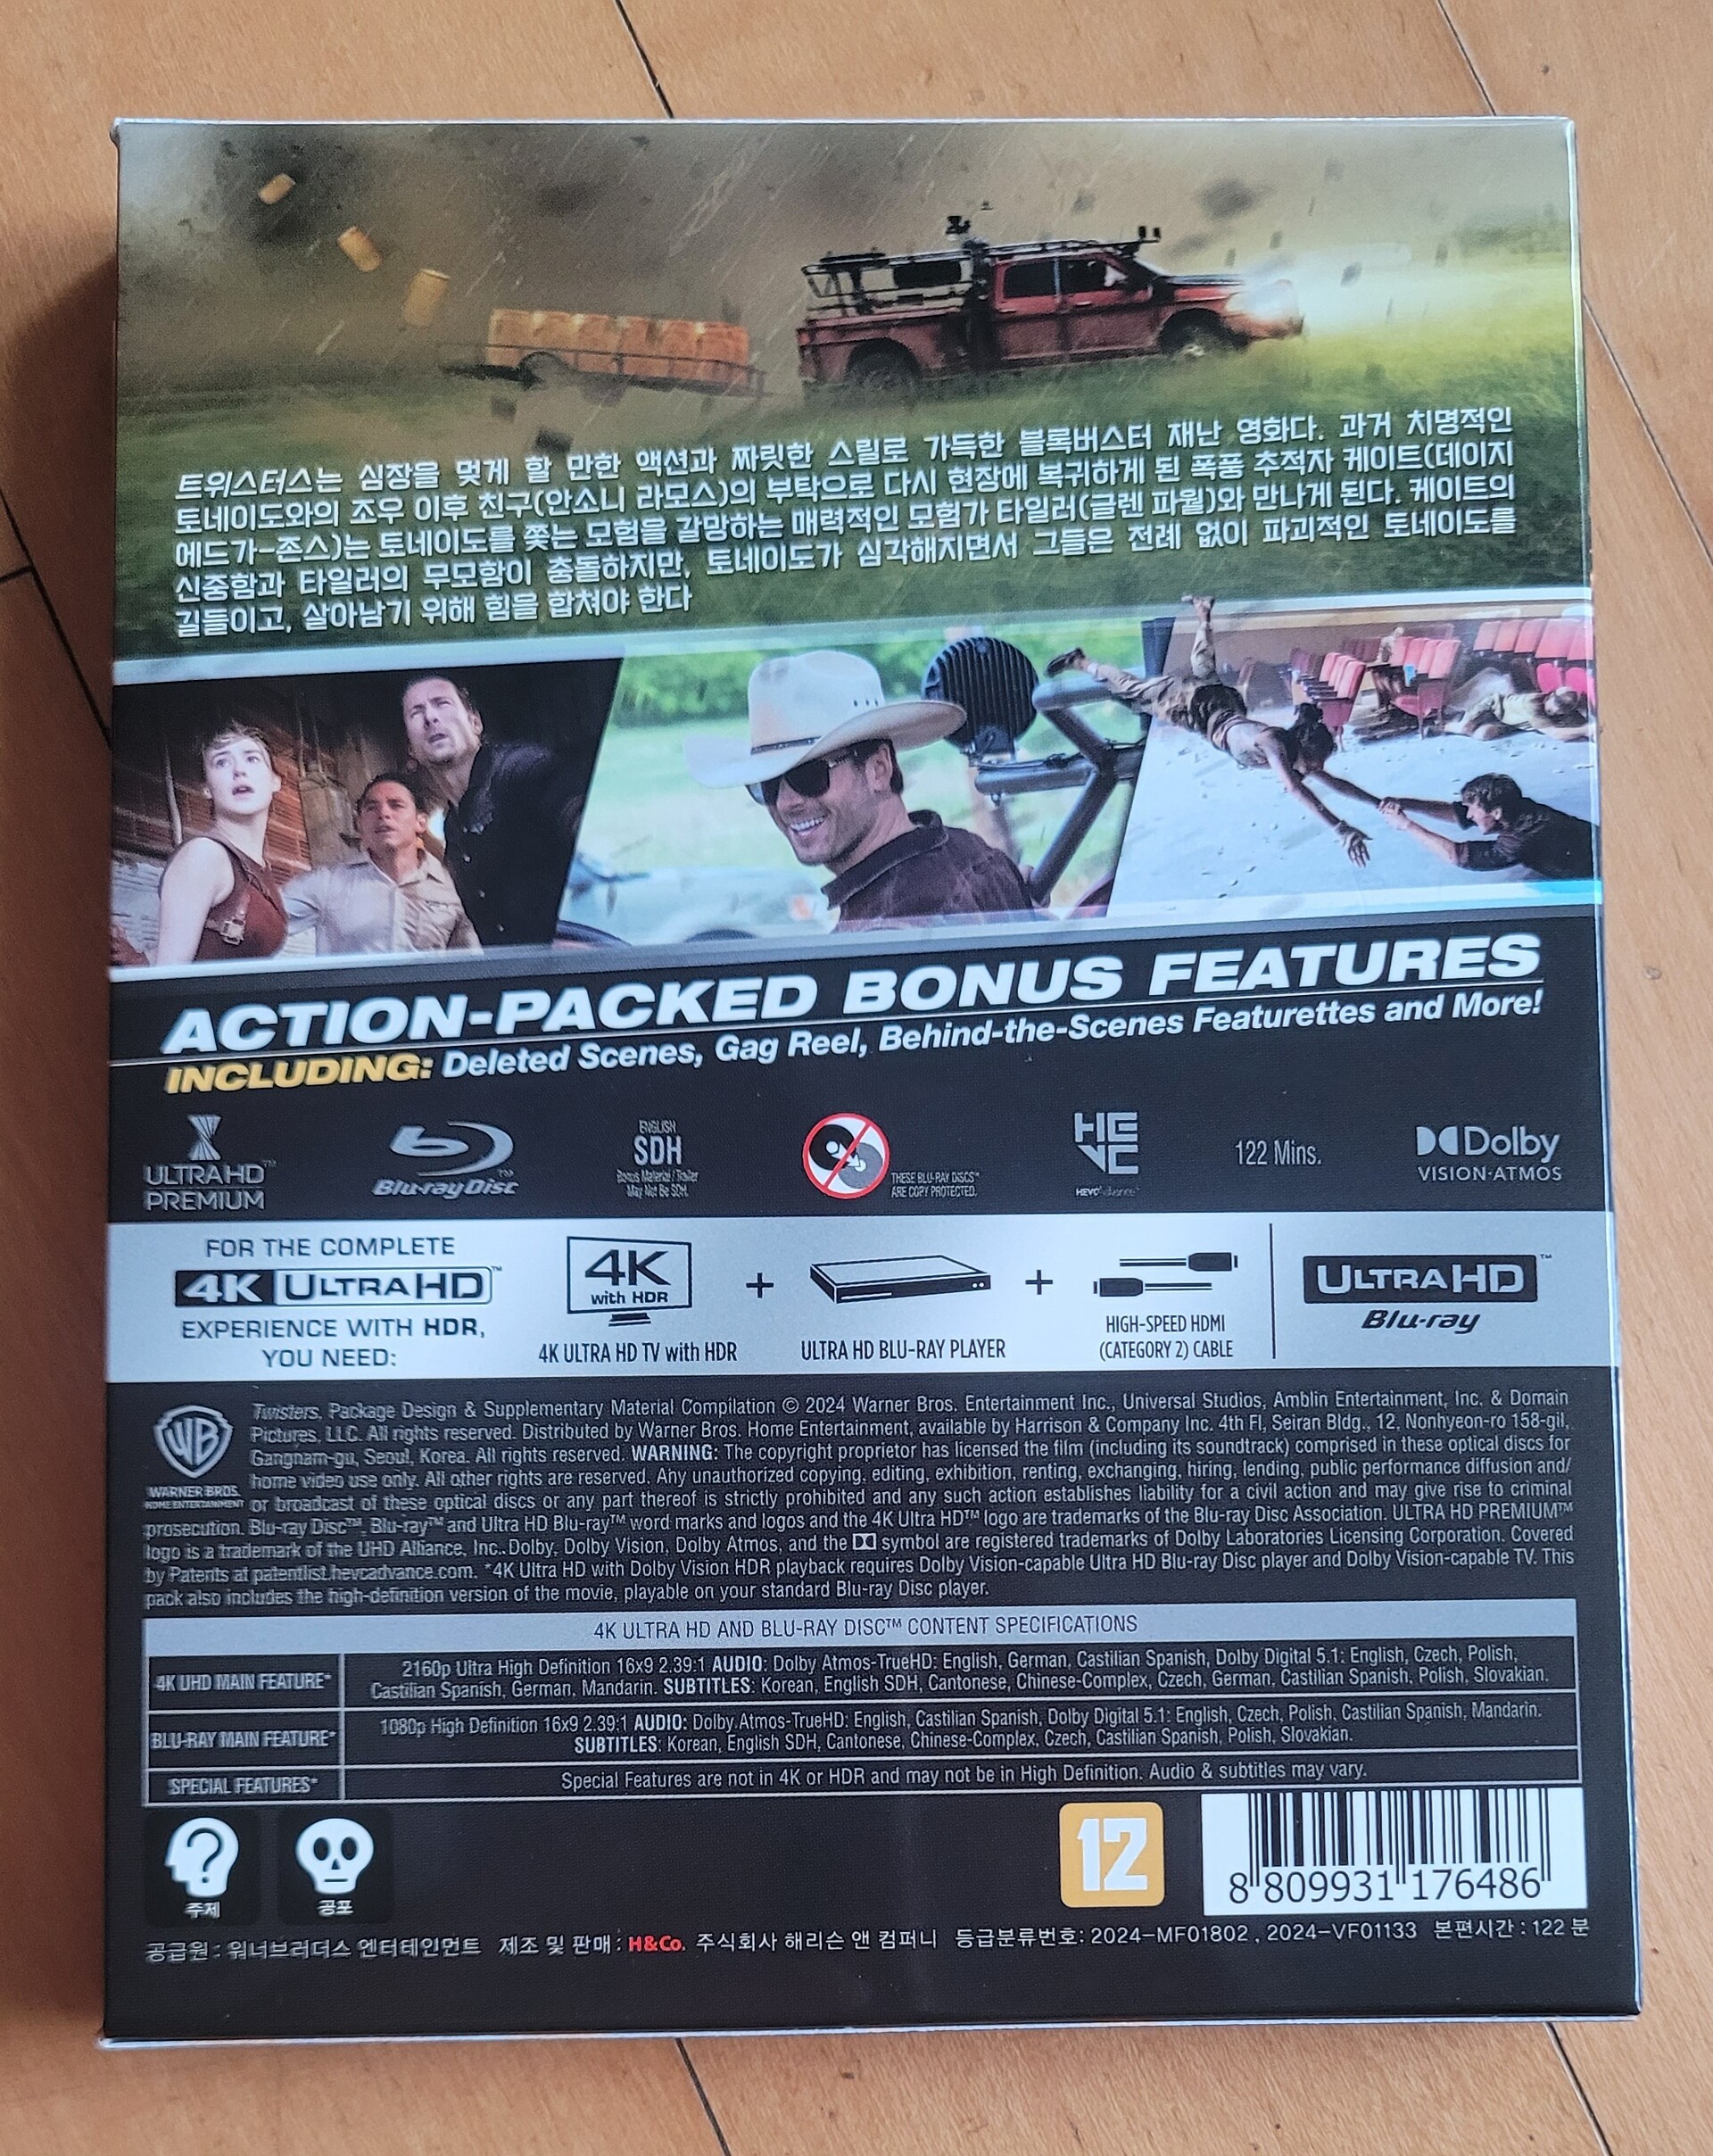 트위스터스는 심장을 멎게 할 만한 액션과 짜릿한 스릴로 가득한 블록버스터 재난 영화다. 과거 치명적인
토네이도와의 조우 이후 친구(안소니 라모스)의 부탁으로 다시 현장에 복귀하게 된 폭풍 추적자 케이트(데이지
에드가-존스)는 토네이도를 쫓는 모험을 갈망하는 매력적인 모험가 타일러(글렌 파월)와 만나게 된다. 케이트의
신중함과 타일러의 무모함이 충돌하지만, 토네이도가 심각해지면서 그들은 전례 없이 파괴적인 토네이도를
길들이고, 살아남기 위해 힘을 합쳐야 한다
ACTION-PACKED BONUS FEATURES
INCLUDING: Deleted Scenes, Gag Reel, Behind-the-Scenes Featurettes and More!
ULTRA HD™
PREMIUM
Blu-ray Disc™
ENGLISH
SDH
Bonus Material / Trailer
May Not Be SDH.
THESE BLU-RAY DISCS™
ARE COPY PROTECTED.
HEVC
HEVC Advance™
122 Mins.
Dolby
VISION·ATMOS
FOR THE COMPLETE
4K ULTRA HD™
EXPERIENCE WITH HDR,
YOU NEED:
4K
with HDR
4K ULTRA HD TV with HDR
+
ULTRA HD BLU-RAY PLAYER
+
HIGH-SPEED HDMI
(CATEGORY 2) CABLE
ULTRA HD™
Blu-ray
WB
WARNER BROS.
HOME ENTERTAINMENT
Twisters, Package Design & Supplementary Material Compilation © 2024 Warner Bros. Entertainment Inc., Universal Studios, Amblin Entertainment, Inc. & Domain
Pictures, LLC. All rights reserved. Distributed by Warner Bros. Home Entertainment, available by Harrison & Company Inc. 4th Fl, Seiran Bldg., 12, Nonhyeon-ro 158-gil,
Gangnam-gu, Seoul, Korea. All rights reserved. WARNING: The copyright proprietor has licensed the film (including its soundtrack) comprised in these optical discs for
home video use only. All other rights are reserved. Any unauthorized copying, editing, exhibition, renting, exchanging, hiring, lending, public performance diffusion and/
or broadcast of these optical discs or any part thereof is strictly prohibited and any such action establishes liability for a civil action and may give rise to criminal
prosecution. Blu-ray Disc™, Blu-ray™ and Ultra HD Blu-ray™ word marks and logos and the 4K Ultra HD™ logo are trademarks of the Blu-ray Disc Association. ULTRA HD PREMIUM™
logo is a trademark of the UHD Alliance, Inc..Dolby, Dolby Vision, Dolby Atmos, and the symbol are registered trademarks of Dolby Laboratories Licensing Corporation. Covered
by Patents at patentlist.hevcadvance.com. *4K Ultra HD with Dolby Vision HDR playback requires Dolby Vision-capable Ultra HD Blu-ray Disc player and Dolby Vision-capable TV. This
pack also includes the high-definition version of the movie, playable on your standard Blu-ray Disc player.
4K ULTRA HD AND BLU-RAY DISC™ CONTENT SPECIFICATIONS
4K UHD MAIN FEATURE*
2160p Ultra High Definition 16x9 2.39:1 AUDIO: Dolby Atmos-TrueHD: English, German, Castilian Spanish, Dolby Digital 5.1: English, Czech, Polish,
Castilian Spanish, German, Mandarin. SUBTITLES: Korean, English SDH, Cantonese, Chinese-Complex, Czech, German, Castilian Spanish, Polish, Slovakian.
BLU-RAY MAIN FEATURE*
1080p High Definition 16x9 2.39:1 AUDIO: Dolby.Atmos-TrueHD: English, Castilian Spanish, Dolby Digital 5.1: English, Czech, Polish, Castilian Spanish, Mandarin.
SUBTITLES: Korean, English SDH, Cantonese, Chinese-Complex, Czech, Castilian Spanish, Polish, Slovakian.
SPECIAL FEATURES*
Special Features are not in 4K or HDR and may not be in High Definition. Audio & subtitles may vary.
주제
공포
12
8 809931 176486
공급원 : 워너브러더스 엔터테인먼트 제조 및 판매 : H&Co. 주식회사 해리슨 앤 컴퍼니 등급분류번호: 2024-MF01802 , 2024-VF01133 본편시간 : 122 분